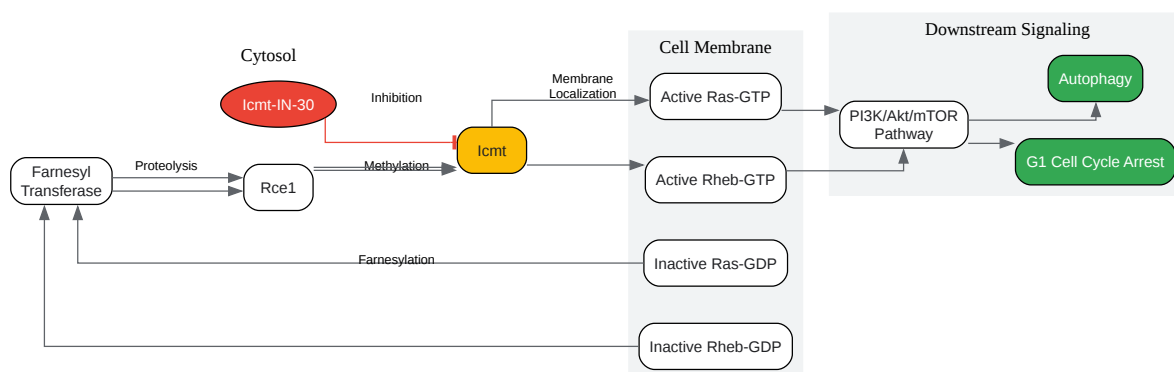 Downstream Signaling
Cell Membrane
Cytosol
Autophagy
Membrane
Localization
Icmt-IN-30
Inhibition
Active Ras-GTP
PI3K/Akt/mTOR
Pathway
Icmt
G1 Cell Cycle Arrest
Proteolysis
Methylation
Farnesyl
Transferase
Rce1
Active Rheb-GTP
Farnesylation
Inactive Ras-GDP
Inactive Rheb-GDP